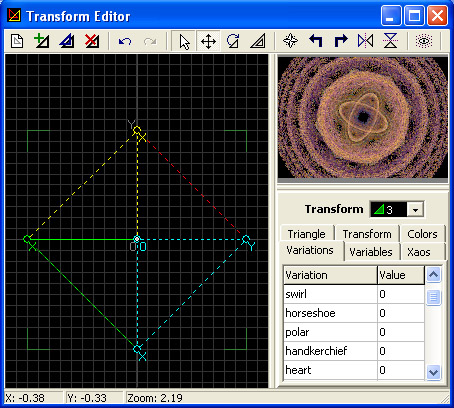 Transform Editor
Y
X
O O
X
Y
X
Transform 3
Triangle Transform Colors
Variations Variables Xaos
Variation Value
swirl 0
horseshoe 0
polar 0
handkerchief 0
heart 0
X: -0.38 Y: -0.33 Zoom: 2.19